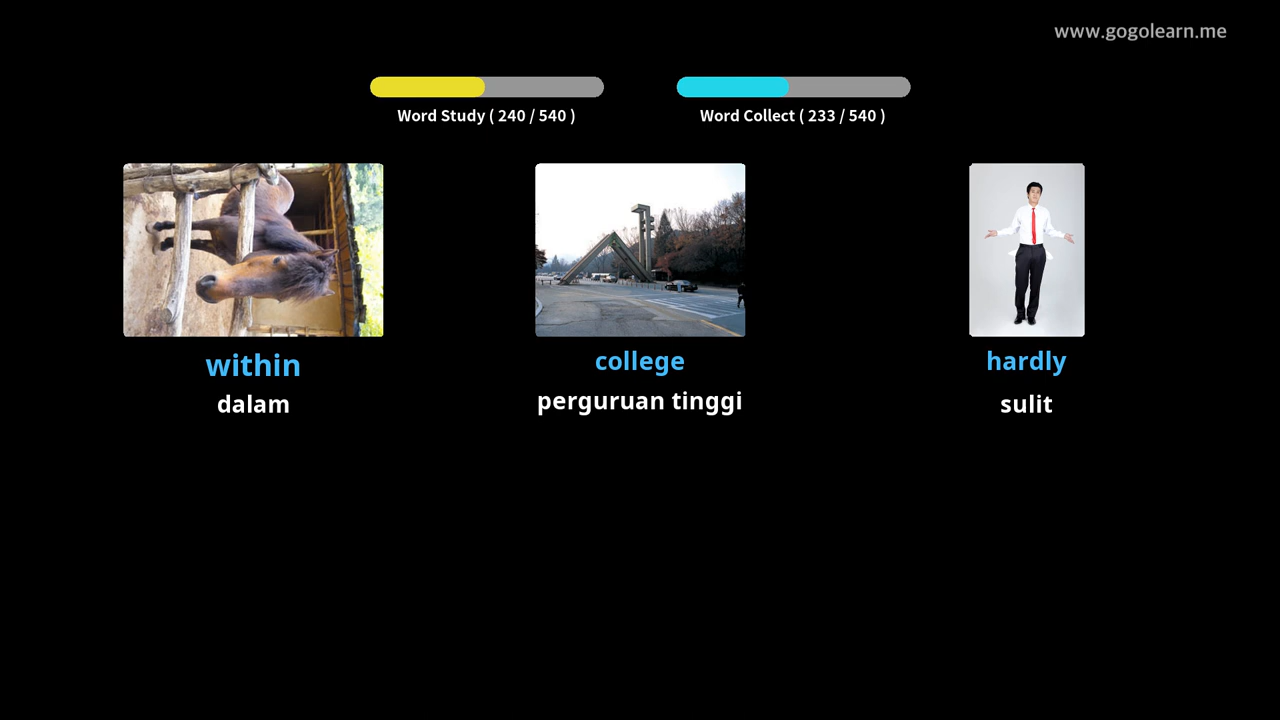 www.gogolearn.me
Word Study ( 240 / 540 )
Word Collect ( 233 / 540 )
within
college
hardly
dalam
perguruan tinggi
sulit